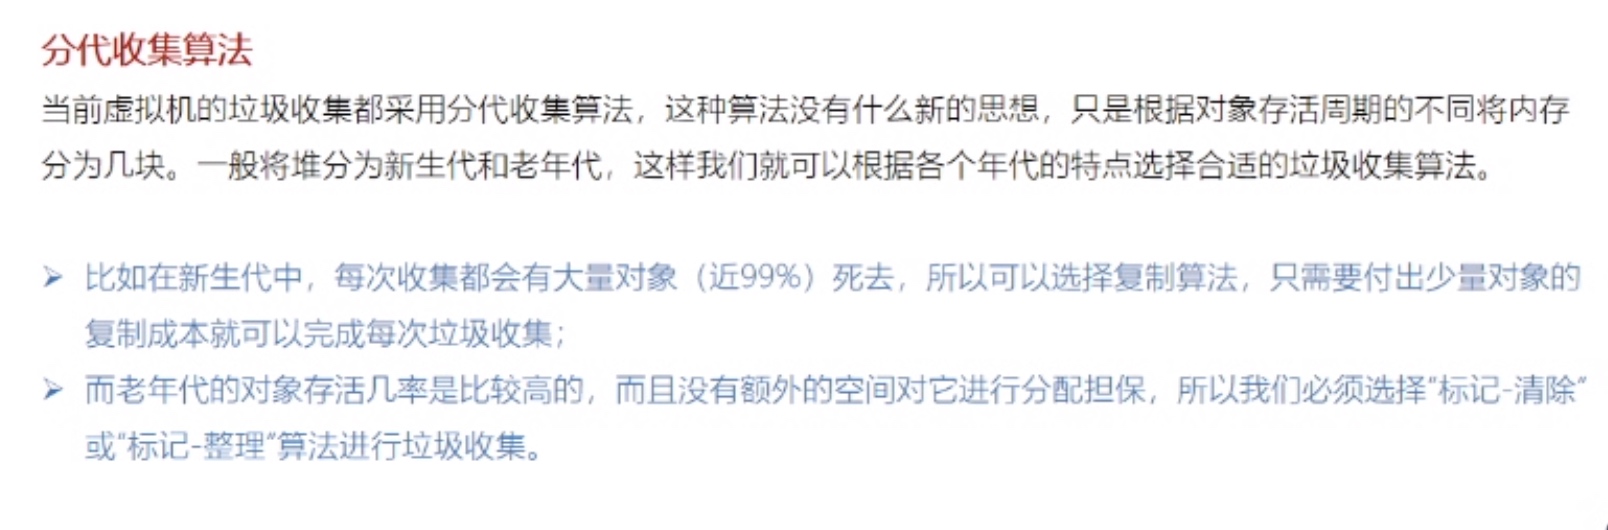 分代收集算法
当前虚拟机的垃圾收集都采用分代收集算法，这种算法没有什么新的思想，只是根据对象存活周期的不同将内存
分为几块。一般将堆分为新生代和老年代，这样我们就可以根据各个年代的特点选择合适的垃圾收集算法。
➢ 比如在新生代中，每次收集都会有大量对象（近99%）死去，所以可以选择复制算法，只需要付出少量对象的
复制成本就可以完成每次垃圾收集；
➢ 而老年代的对象存活几率是比较高的，而且没有额外的空间对它进行分配担保，所以我们必须选择“标记-清除”
或“标记-整理”算法进行垃圾收集。